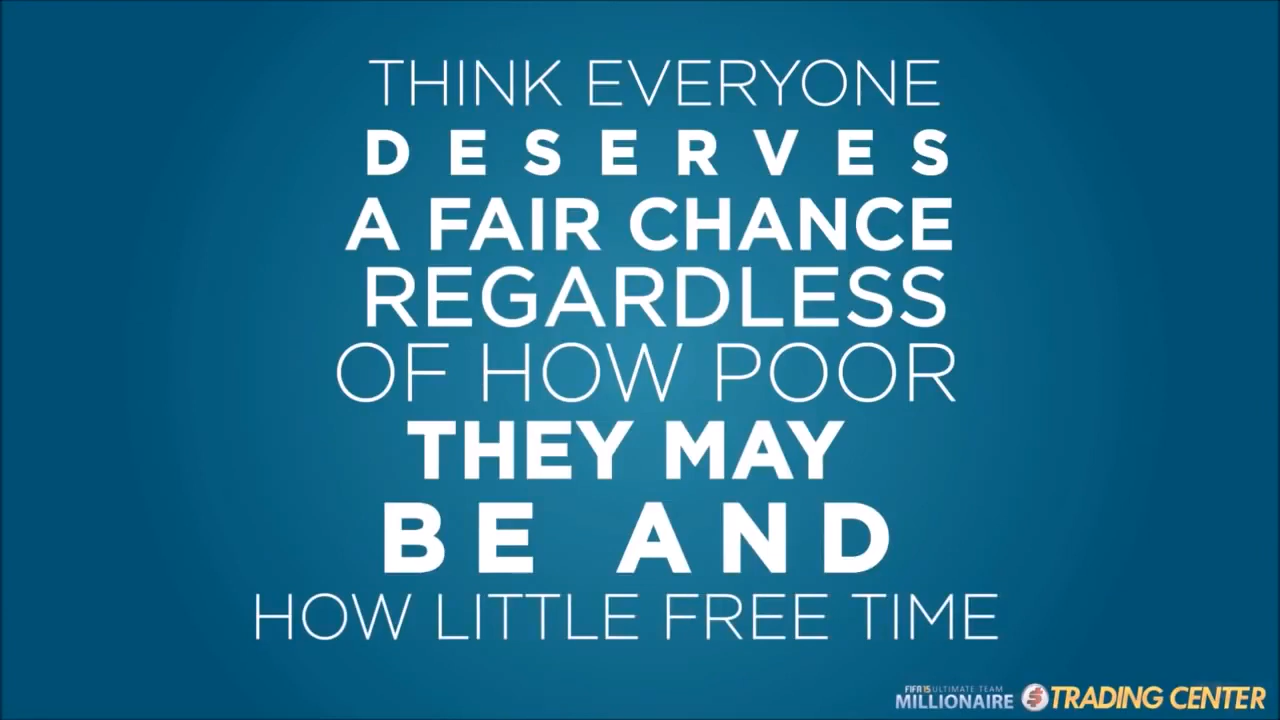 THINK EVERYONE
DESERVES
A FAIR CHANCE
REGARDLESS
OF HOW POOR
THEY MAY
BE AND
HOW LITTLE FREE TIME
FIFA 15 ULTIMATE TEAM
MILLIONAIRE $ TRADING CENTER